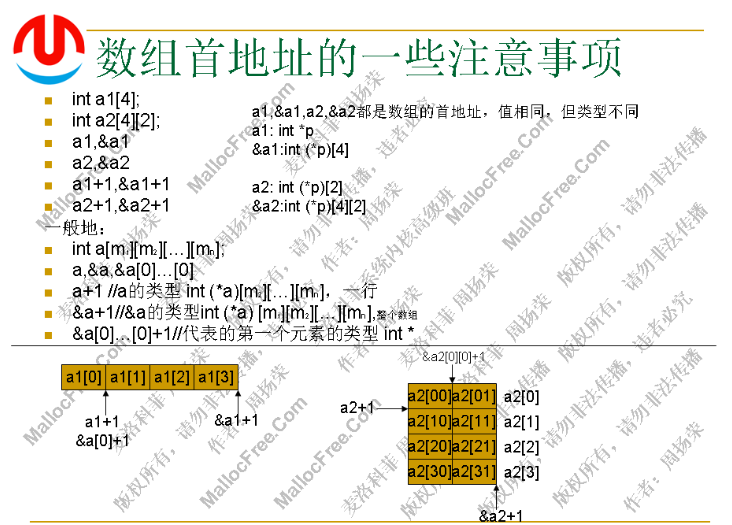 数组首地址的一些注意事项
int a1[4];
int a2[4][2];
a1,&a1
a2,&a2
a1+1,&a1+1
a2+1,&a2+1
a1,&a1,a2,&a2都是数组的首地址，值相同，但类型不同
a1: int *p
&a1:int (*p)[4]
a2: int (*p)[2]
&a2:int (*p)[4][2]
一般地：
int a[m₁][m₂][…][mₙ];
a,&a,&a[0]…[0]
a+1 //a的类型 int (*a)[m₂][…][mₙ]，一行
&a+1//&a的类型int (*a) [m₁][m₂][…][mₙ],整个数组
&a[0]…[0]+1//代表的第一个元素的类型 int *
a1[0] a1[1] a1[2] a1[3]
a1+1
&a[0]+1
&a1+1
&a2[0][0]+1
a2+1
a2[00] a2[01] a2[0]
a2[10] a2[11] a2[1]
a2[20] a2[21] a2[2]
a2[30] a2[31] a2[3]
&a2+1
MallocFree.Com
麦洛科菲 周扬荣
版权所有，请勿非法传播，违者必究
作者：周扬荣